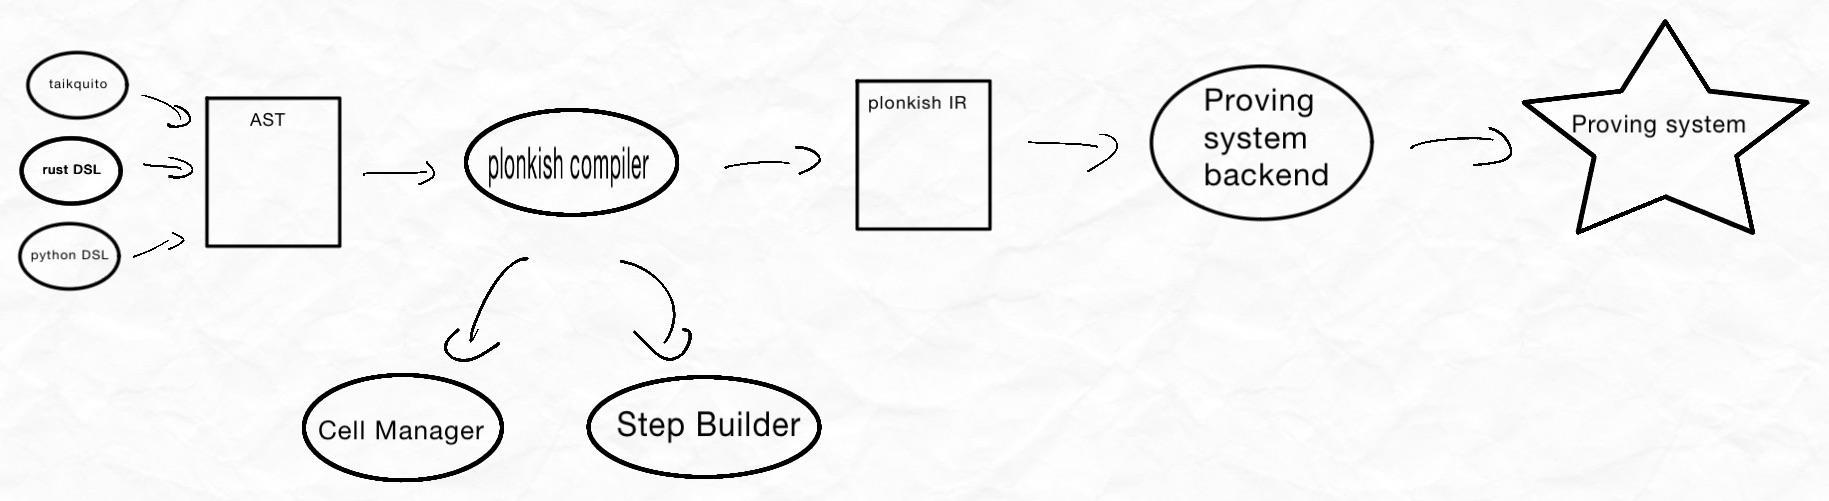 taikquito
rust DSL
python DSL
AST
plonkish compiler
Cell Manager
Step Builder
plonkish IR
Proving
system
backend
Proving system